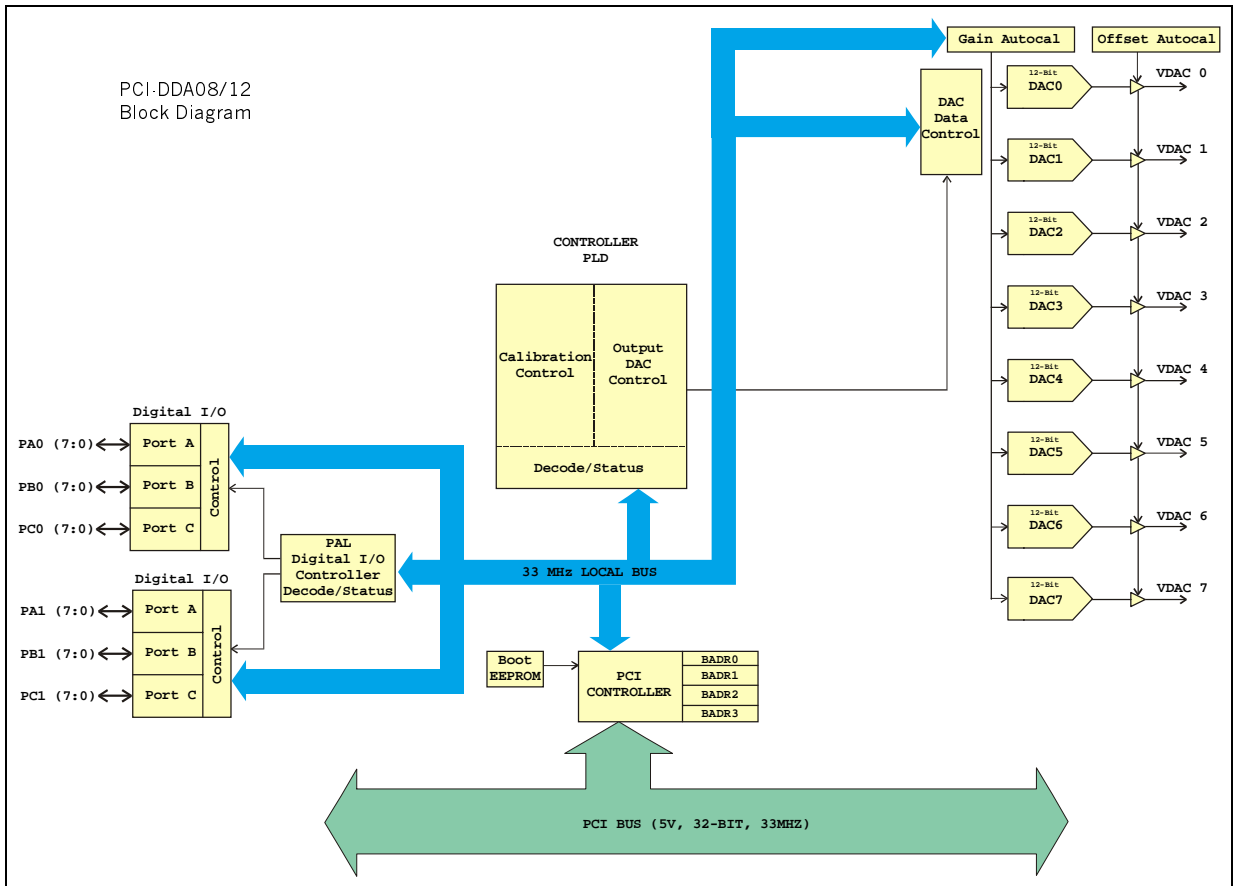 PCI-DDA08/12
Block Diagram
Gain Autocal
Offset Autocal
DAC
Data
Control
12-Bit
DAC0
VDAC 0
12-Bit
DAC1
VDAC 1
12-Bit
DAC2
VDAC 2
12-Bit
DAC3
VDAC 3
12-Bit
DAC4
VDAC 4
12-Bit
DAC5
VDAC 5
12-Bit
DAC6
VDAC 6
12-Bit
DAC7
VDAC 7
CONTROLLER
PLD
Calibration
Control
Output
DAC
Control
Decode/Status
Digital I/O
PA0 (7:0)
Port A
PB0 (7:0)
Port B
PC0 (7:0)
Port C
Control
PAL
Digital I/O
Controller
Decode/Status
33 MHz LOCAL BUS
Digital I/O
PA1 (7:0)
Port A
PB1 (7:0)
Port B
PC1 (7:0)
Port C
Control
Boot
EEPROM
PCI
CONTROLLER
BADR0
BADR1
BADR2
BADR3
PCI BUS (5V, 32-BIT, 33MHZ)